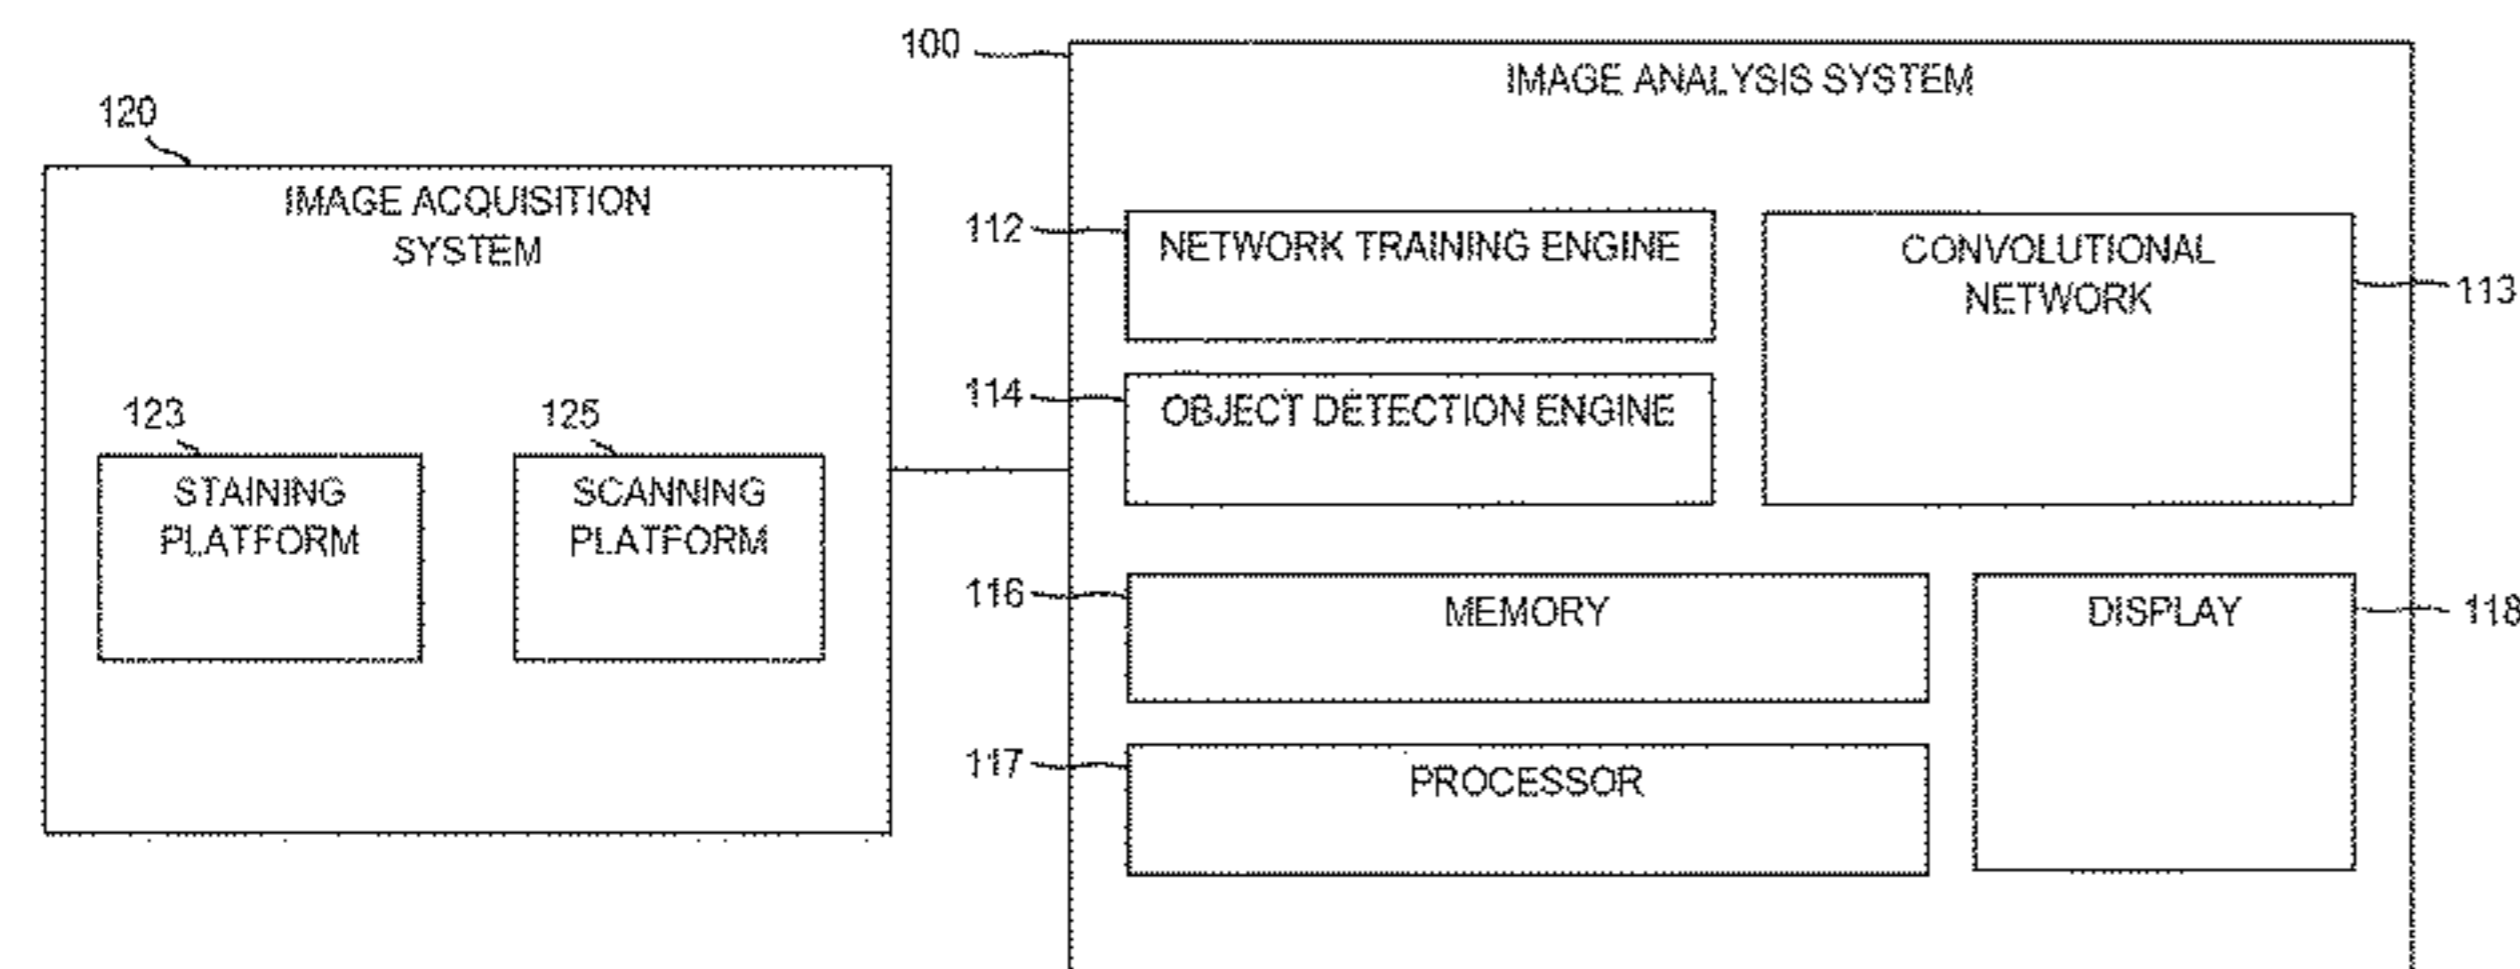 100
IMAGE ANALYSIS SYSTEM
120
IMAGE ACQUISITION
SYSTEM
112
NETWORK TRAINING ENGINE
CONVOLUTIONAL
NETWORK
113
114
OBJECT DETECTION ENGINE
123
125
STAINING
PLATFORM
SCANNING
PLATFORM
116
MEMORY
DISPLAY
118
117
PROCESSOR